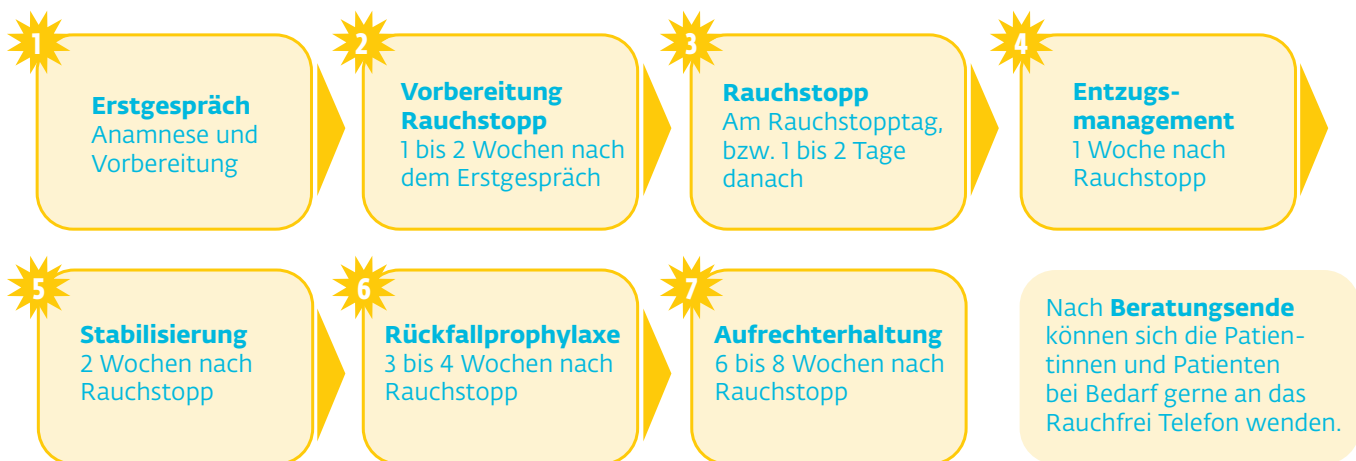 1
Erstgespräch
Anamnese und
Vorbereitung
2
Vorbereitung
Rauchstopp
1 bis 2 Wochen nach
dem Erstgespräch
3
Rauchstopp
Am Rauchstopptag,
bzw. 1 bis 2 Tage
danach
4
Entzugs-
management
1 Woche nach
Rauchstopp
5
Stabilisierung
2 Wochen nach
Rauchstopp
6
Rückfallprophylaxe
3 bis 4 Wochen nach
Rauchstopp
7
Aufrechterhaltung
6 bis 8 Wochen nach
Rauchstopp
Nach Beratungsende
können sich die Patien-
tinnen und Patienten
bei Bedarf gerne an das
Rauchfrei Telefon wenden.